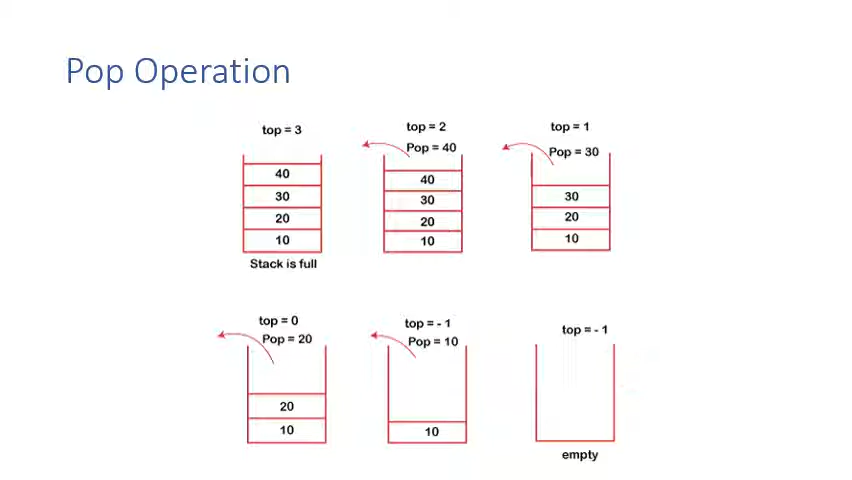 Pop Operation
top = 3
40
30
20
10
Stack is full
top = 2
Pop = 40
40
30
20
10
top = 1
Pop = 30
30
20
10
top = 0
Pop = 20
20
10
top = - 1
Pop = 10
10
top = - 1
empty